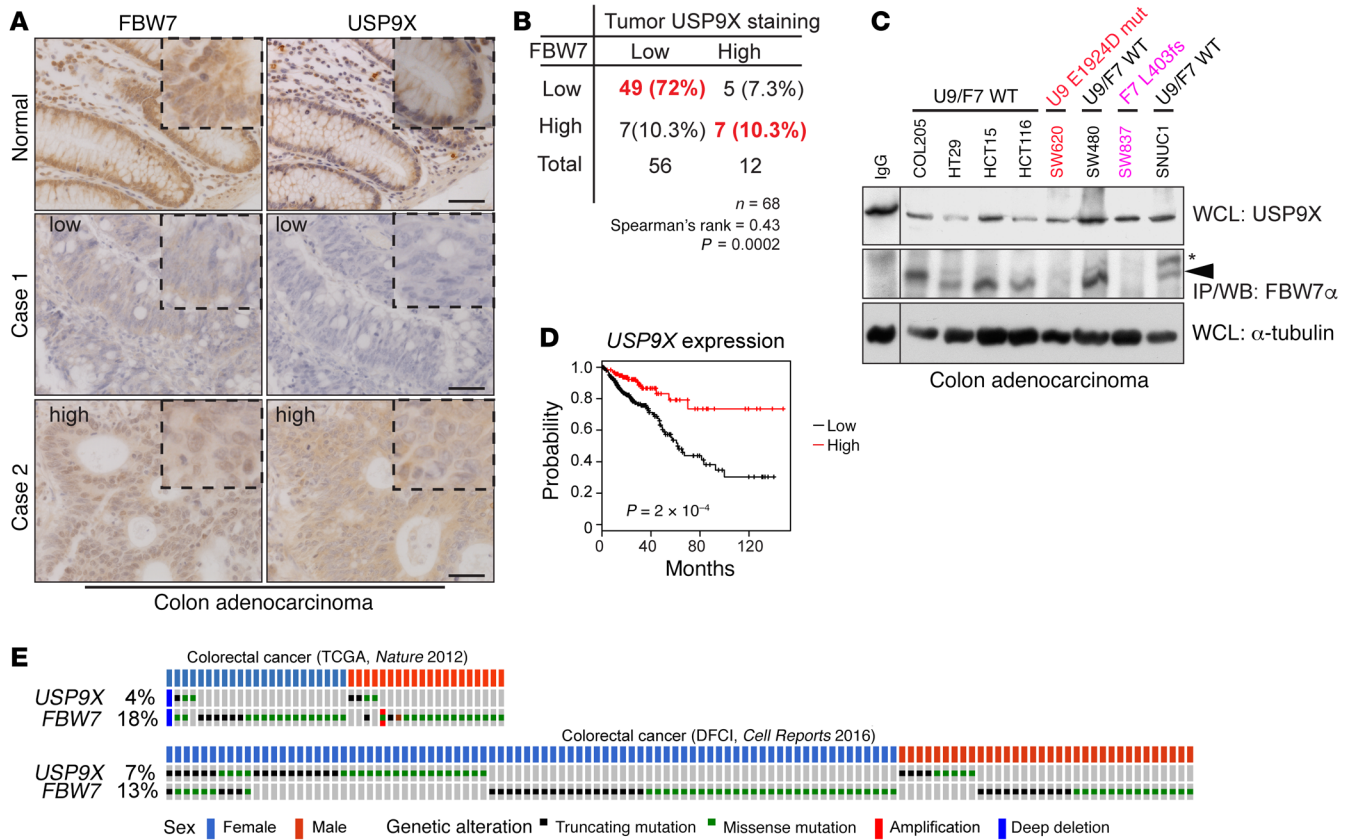 A
FBW7
USP9X
Normal
Case 1
low
low
Case 2
high
high
Colon adenocarcinoma
B
Tumor USP9X staining
FBW7 Low High
Low 49 (72%) 5 (7.3%)
High 7(10.3%) 7 (10.3%)
Total 56 12
n = 68
Spearman's rank = 0.43
P = 0.0002
C
U9/F7 WT
U9 E1924D mut
U9/F7 WT
F7 L403fs
U9/F7 WT
IgG
COL205
HT29
HCT15
HCT116
SW620
SW480
SW837
SNUC1
WCL: USP9X
*
IP/WB: FBW7α
WCL: α-tubulin
Colon adenocarcinoma
D
USP9X expression
Probability
1.0
0.8
0.6
0.4
0.2
0
P = 2 × 10⁻⁴
0 40 80 120
Months
Low
High
E
Colorectal cancer (TCGA, Nature 2012)
USP9X 4%
FBW7 18%
Colorectal cancer (DFCI, Cell Reports 2016)
USP9X 7%
FBW7 13%
Sex Female Male Genetic alteration Truncating mutation Missense mutation Amplification Deep deletion